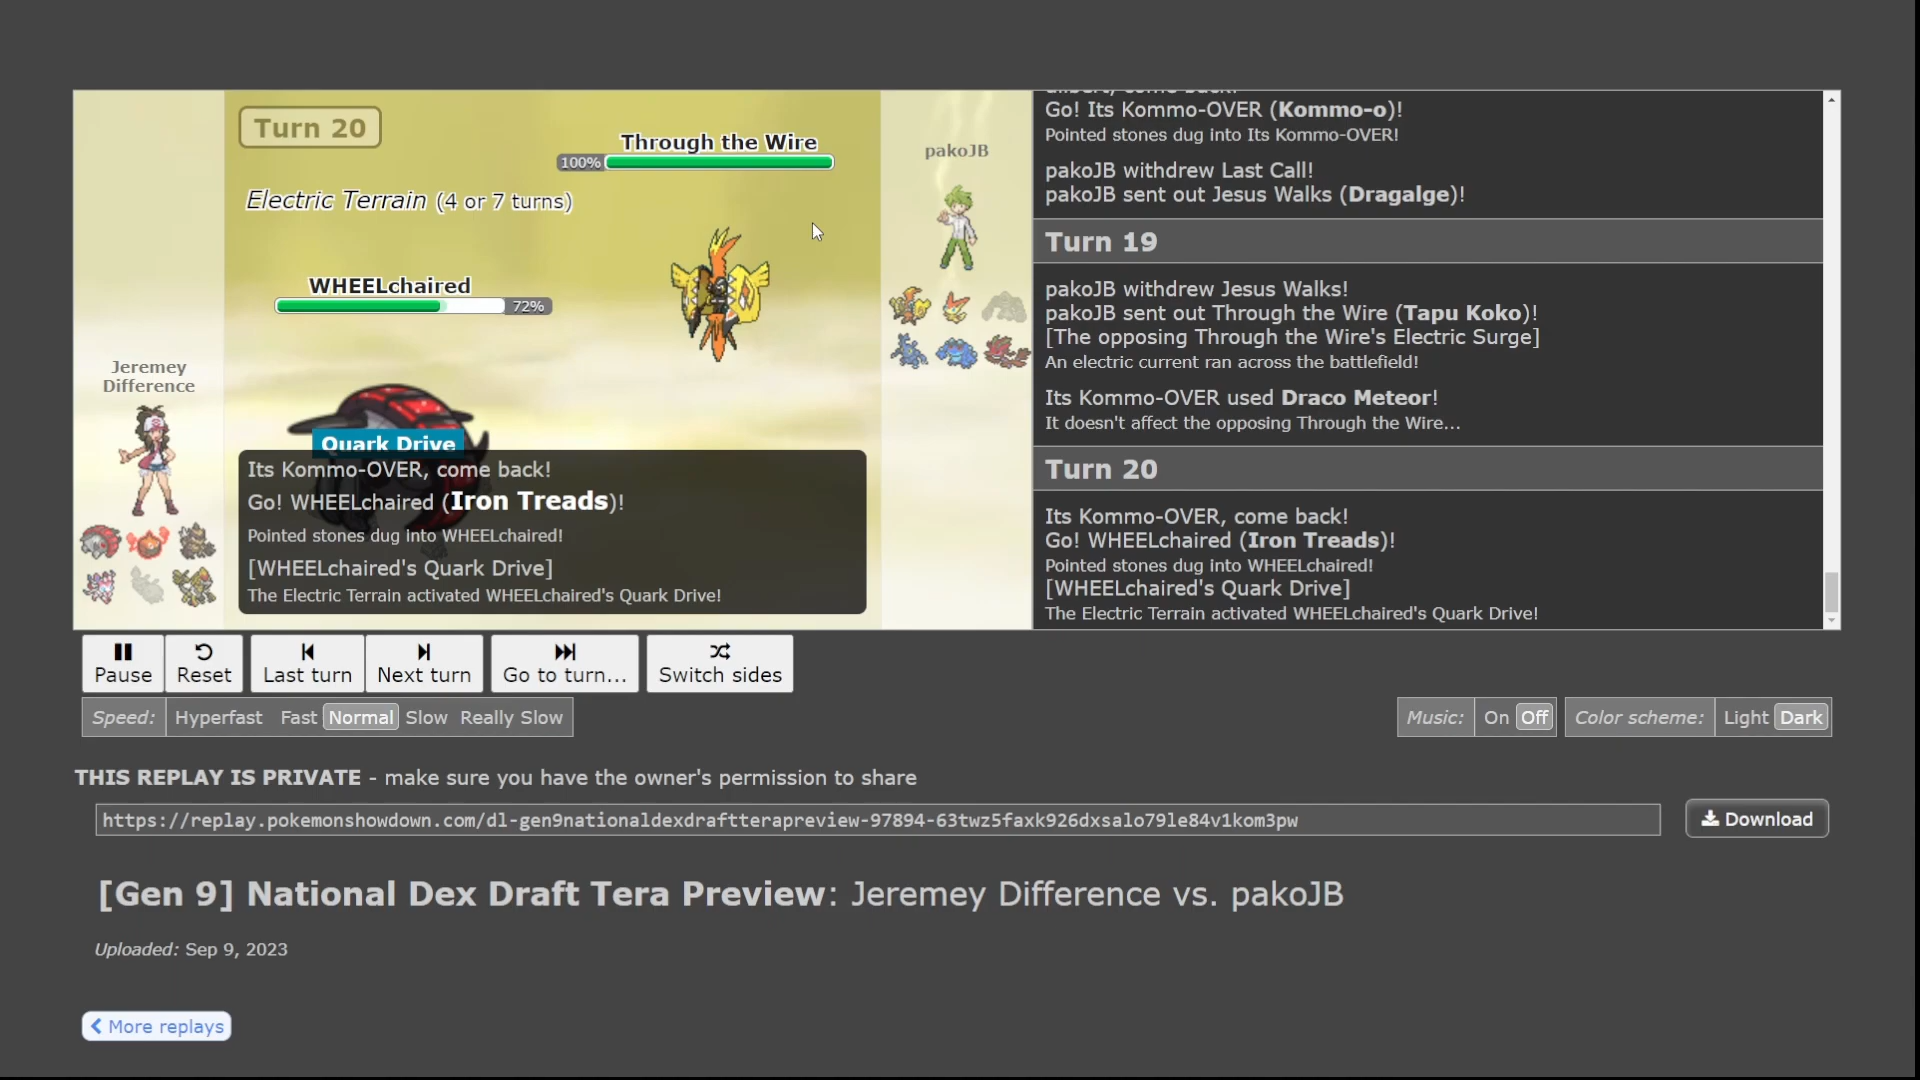 Turn 20
Through the Wire
100%
Electric Terrain (4 or 7 turns)
WHEELchaired
72%
Jeremey
Difference
pakoJB
Quark Drive
Its Kommo-OVER, come back!
Go! WHEELchaired (Iron Treads)!
Pointed stones dug into WHEELchaired!
[WHEELchaired's Quark Drive]
The Electric Terrain activated WHEELchaired's Quark Drive!
Go! Its Kommo-OVER (Kommo-o)!
Pointed stones dug into Its Kommo-OVER!
pakoJB withdrew Last Call!
pakoJB sent out Jesus Walks (Dragalge)!
Turn 19
pakoJB withdrew Jesus Walks!
pakoJB sent out Through the Wire (Tapu Koko)!
[The opposing Through the Wire's Electric Surge]
An electric current ran across the battlefield!
Its Kommo-OVER used Draco Meteor!
It doesn't affect the opposing Through the Wire...
Turn 20
Its Kommo-OVER, come back!
Go! WHEELchaired (Iron Treads)!
Pointed stones dug into WHEELchaired!
[WHEELchaired's Quark Drive]
The Electric Terrain activated WHEELchaired's Quark Drive!
Pause Reset Last turn Next turn Go to turn... Switch sides
Speed: Hyperfast Fast Normal Slow Really Slow
Music: On Off Color scheme: Light Dark
THIS REPLAY IS PRIVATE - make sure you have the owner's permission to share
https://replay.pokemonshowdown.com/dl-gen9nationaldexdraftterapreview-97894-63twz5faxk926dxsalo79le84v1kom3pw
Download
[Gen 9] National Dex Draft Tera Preview: Jeremey Difference vs. pakoJB
Uploaded: Sep 9, 2023
More replays